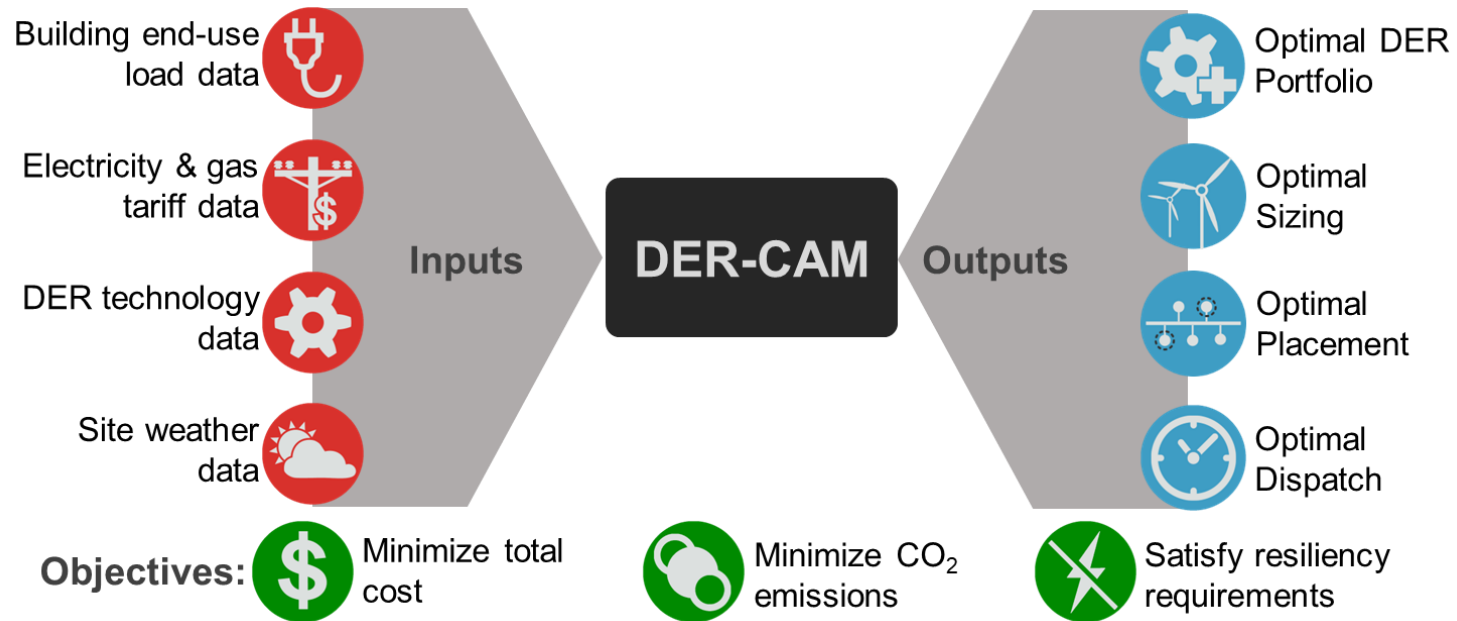 Building end-use
load data
Electricity & gas
tariff data
DER technology
data
Site weather
data
Inputs
DER-CAM
Outputs
Optimal DER
Portfolio
Optimal
Sizing
Optimal
Placement
Optimal
Dispatch
Objectives:
$
Minimize total
cost
Minimize CO₂
emissions
Satisfy resiliency
requirements